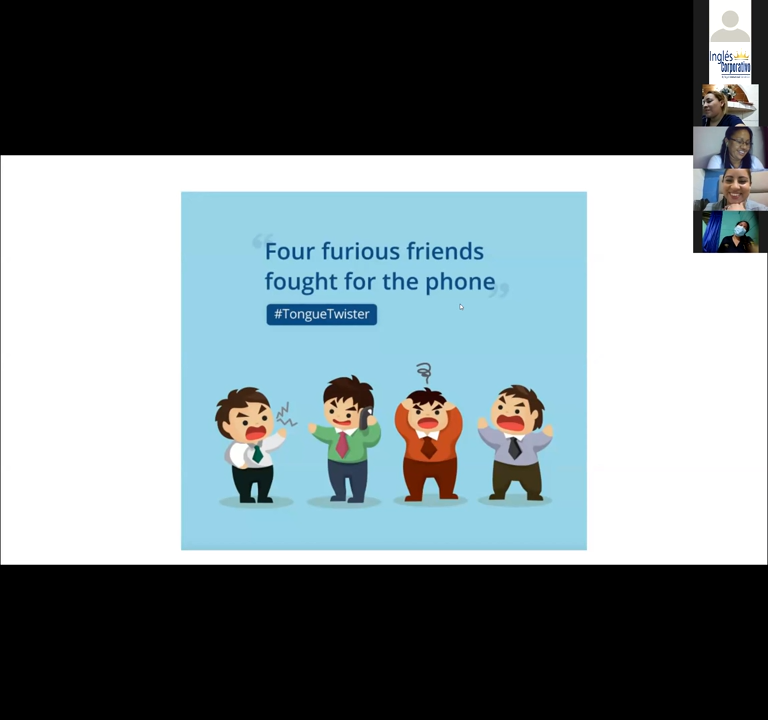 “Four furious friends
fought for the phone”
#TongueTwister
Inglés
Corporativo